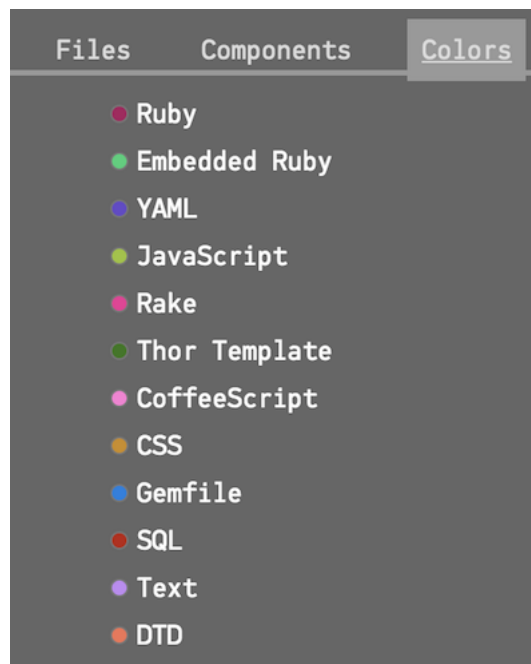 Files Components Colors
Ruby
Embedded Ruby
YAML
JavaScript
Rake
Thor Template
CoffeeScript
CSS
Gemfile
SQL
Text
DTD